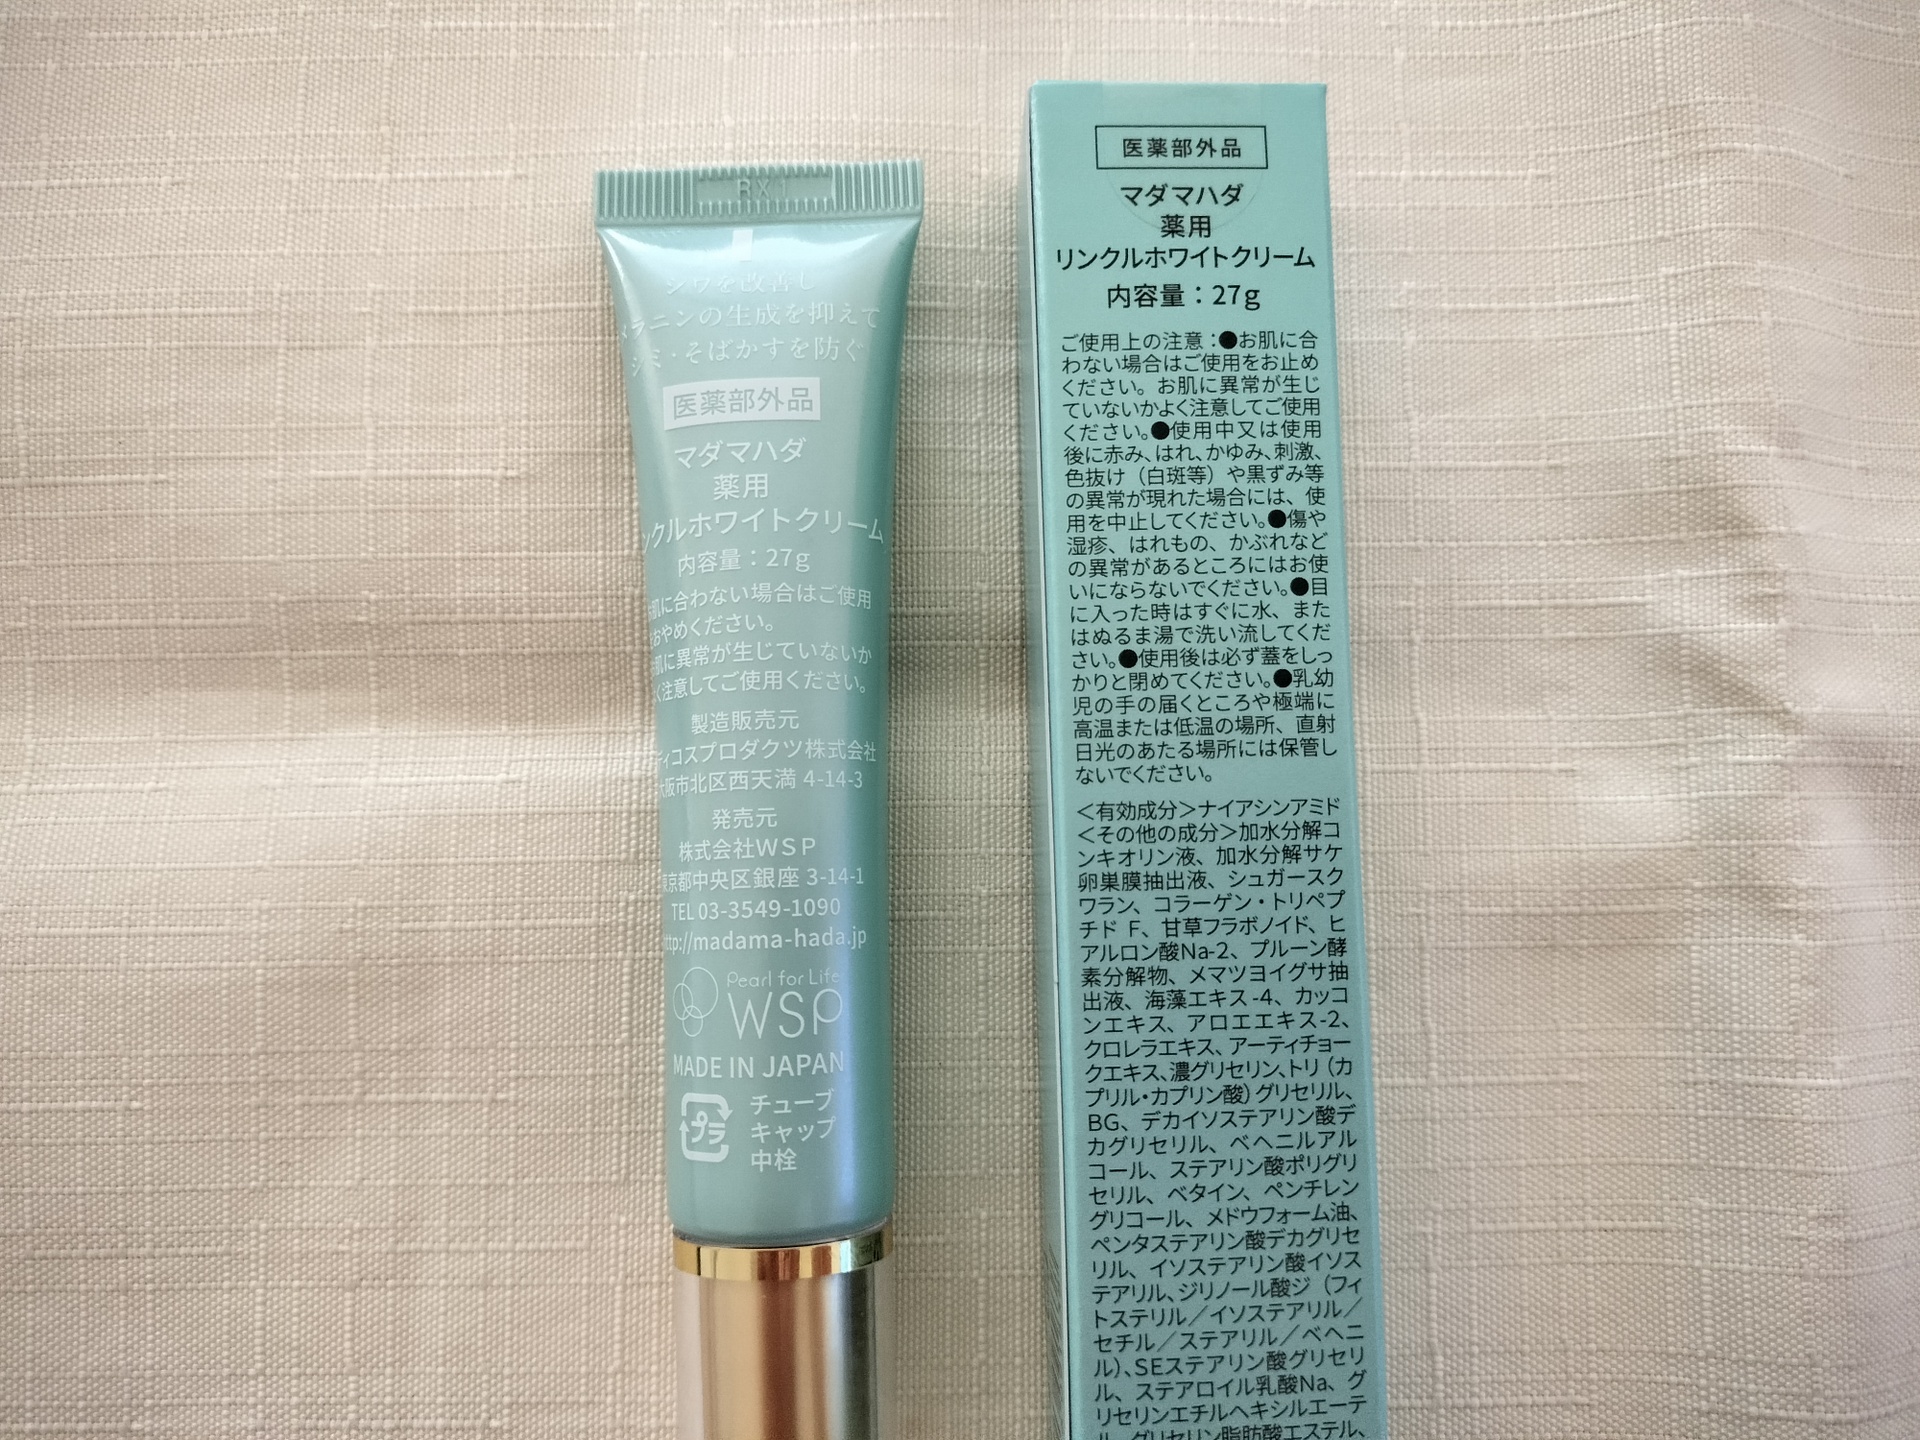 RX1
シワを改善し
メラニンの生成を抑えて
シミ・そばかすを防ぐ
医薬部外品
マダマハダ
薬用
ンクルホワイトクリーム
内容量：27g
肌に合わない場合はご使用
おやめください。
肌に異常が生じていないか
く注意してご使用ください。
製造販売元
ティコスプロダクツ株式会社
大阪市北区西天満 4-14-3
発売元
株式会社WSP
東京都中央区銀座 3-14-1
TEL 03-3549-1090
http://madama-hada.jp
Pearl for Life
WSP
MADE IN JAPAN
プラ
チューブ
キャップ
中栓
医薬部外品
マダマハダ
薬用
リンクルホワイトクリーム
内容量：27g
ご使用上の注意：●お肌に合
わない場合はご使用をお止め
ください。お肌に異常が生じ
ていないかよく注意してご使用
ください。●使用中又は使用
後に赤み、はれ、かゆみ、刺激、
色抜け（白斑等）や黒ずみ等
の異常が現れた場合には、使
用を中止してください。●傷や
湿疹、はれもの、かぶれなど
の異常があるところにはお使
いにならないでください。●目
に入った時はすぐに水、また
はぬるま湯で洗い流してくだ
さい。●使用後は必ず蓋をしっ
かりと閉めてください。●乳幼
児の手の届くところや極端に
高温または低温の場所、直射
日光のあたる場所には保管し
ないでください。
＜有効成分＞ナイアシンアミド
＜その他の成分＞加水分解コ
ンキオリン液、加水分解サケ
卵巣膜抽出液、シュガースク
ワラン、コラーゲン・トリペプ
チド F、甘草フラボノイド、ヒ
アルロン酸Na-2、プルーン酵
素分解物、メマツヨイグサ抽
出液、海藻エキス-4、カッコ
ンエキス、アロエエキス-2、
クロレラエキス、アーティチョー
クエキス、濃グリセリン、トリ（カ
プリル・カプリン酸）グリセリル、
BG、デカイソステアリン酸デ
カグリセリル、ベヘニルアル
コール、ステアリン酸ポリグリ
セリル、ベタイン、ペンチレン
グリコール、メドウフォーム油、
ペンタステアリン酸デカグリセ
リル、イソステアリン酸イソス
テアリル、ジリノール酸ジ（フィ
トステリル／イソステアリル／
セチル／ステアリル／ベヘニ
ル）、SEステアリン酸グリセリ
ル、ステアロイル乳酸Na、グ
リセリンエチルヘキシルエーテ
ル、グリセリン脂肪酸エステル、